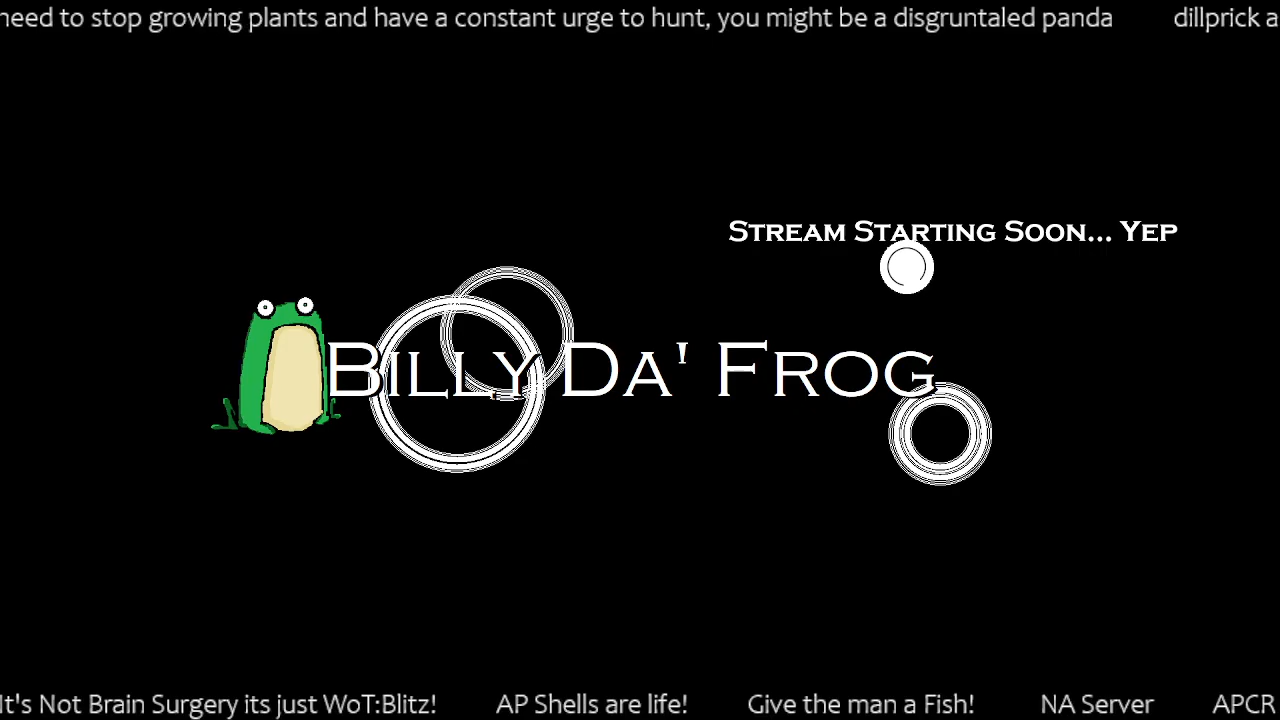 need to stop growing plants and have a constant urge to hunt, you might be a disgruntaled panda dillprick a
Stream Starting Soon... Yep
Billy Da' Frog
It's Not Brain Surgery its just WoT:Blitz! AP Shells are life! Give the man a Fish! NA Server APCR